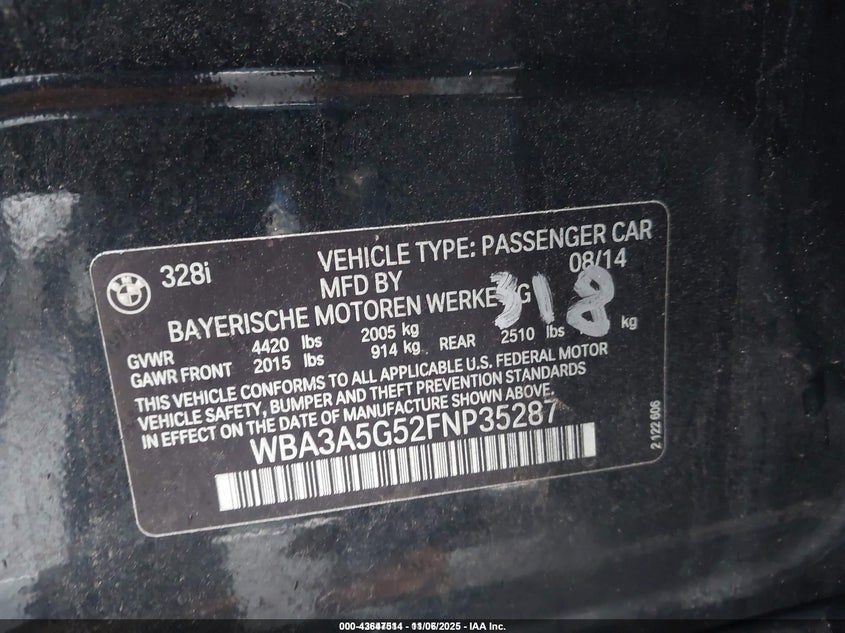 328i
VEHICLE TYPE: PASSENGER CAR
MFD BY 08/14
BAYERISCHE MOTOREN WERKE G
318
GVWR 4420 lbs 2005 kg
GAWR FRONT 2015 lbs 914 kg REAR 2510 lbs kg
THIS VEHICLE CONFORMS TO ALL APPLICABLE U.S. FEDERAL MOTOR
VEHICLE SAFETY, BUMPER AND THEFT PREVENTION STANDARDS
IN EFFECT ON THE DATE OF MANUFACTURE SHOWN ABOVE.
WBA3A5G52FNP35287
2 122 606
11/06/2025 - IAA Inc.